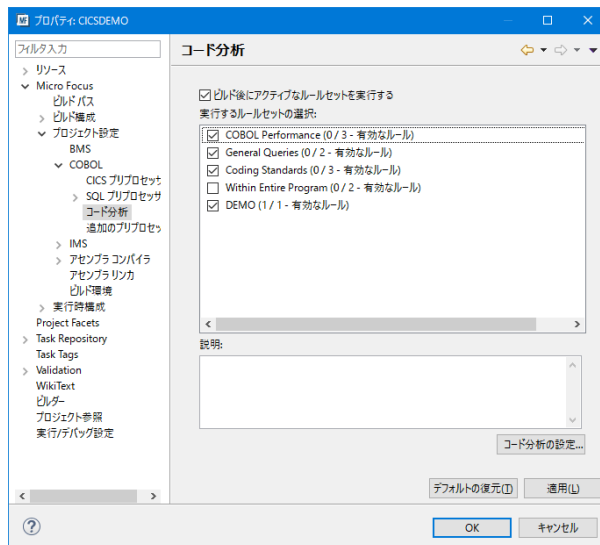 プロパティ: CICSDEMO
フィルタ入力
リソース
Micro Focus
ビルド パス
ビルド構成
プロジェクト設定
BMS
COBOL
CICS プリプロセッサ
SQL プリプロセッサ
コード分析
追加のプリプロセッ
IMS
アセンブラ コンパイラ
アセンブラ リンカ
ビルド環境
実行時構成
Project Facets
Task Repository
Task Tags
Validation
WikiText
ビルダー
プロジェクト参照
実行/デバッグ設定
コード分析
ビルド後にアクティブなルールセットを実行する
実行するルールセットの選択:
COBOL Performance (0 / 3 - 有効なルール)
General Queries (0 / 2 - 有効なルール)
Coding Standards (0 / 3 - 有効なルール)
Within Entire Program (0 / 2 - 有効なルール)
DEMO (1 / 1 - 有効なルール)
説明:
コード分析の設定...
デフォルトの復元(T) 適用(L)
OK キャンセル